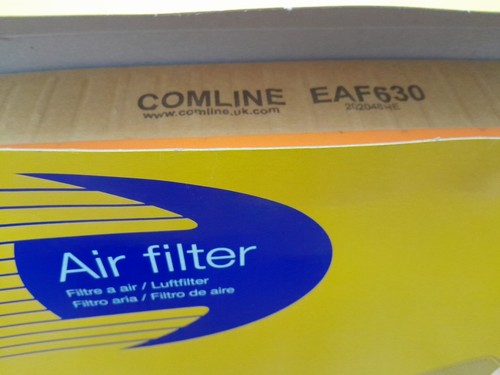 COMLINE EAF630
www.comline.uk.com
Air filter
Filtre a air / Luftfilter
Filtro aria / Filtro de aire